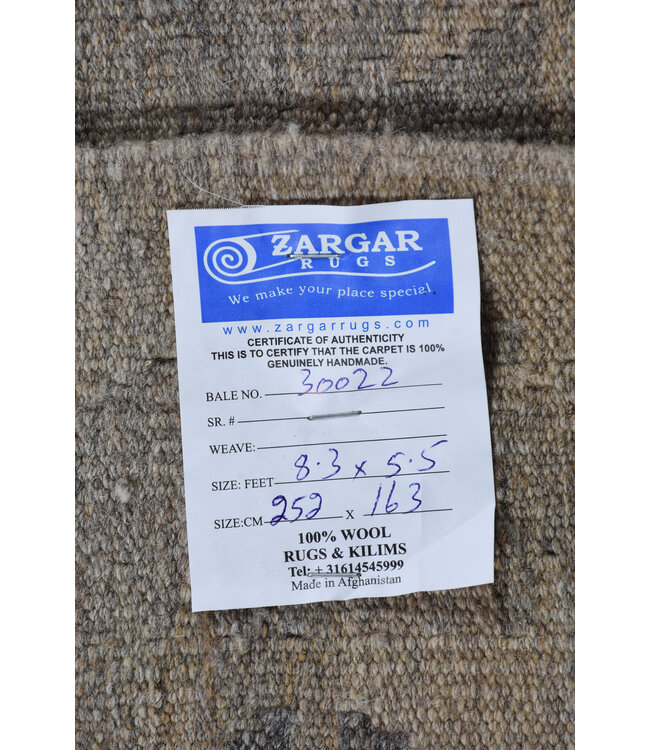 ZARGAR
RUGS
We make your place special.
www.zargarrugs.com
CERTIFICATE OF AUTHENTICITY
THIS IS TO CERTIFY THAT THE CARPET IS 100%
GENUINELY HANDMADE.
BALE NO. 30022
SR. #
WEAVE:
SIZE: FEET 8.3 x 5.5
SIZE:CM 252 X 163
100% WOOL
RUGS & KILIMS
Tel: + 31614545999
Made in Afghanistan